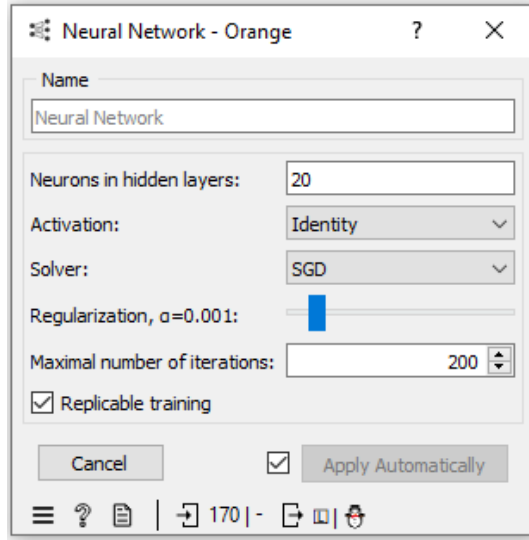 Neural Network - Orange ?
Name
Neural Network
Neurons in hidden layers: 20
Activation: Identity
Solver: SGD
Regularization, α=0.001:
Maximal number of iterations: 200
Replicable training
Cancel Apply Automatically
? 170 | - |